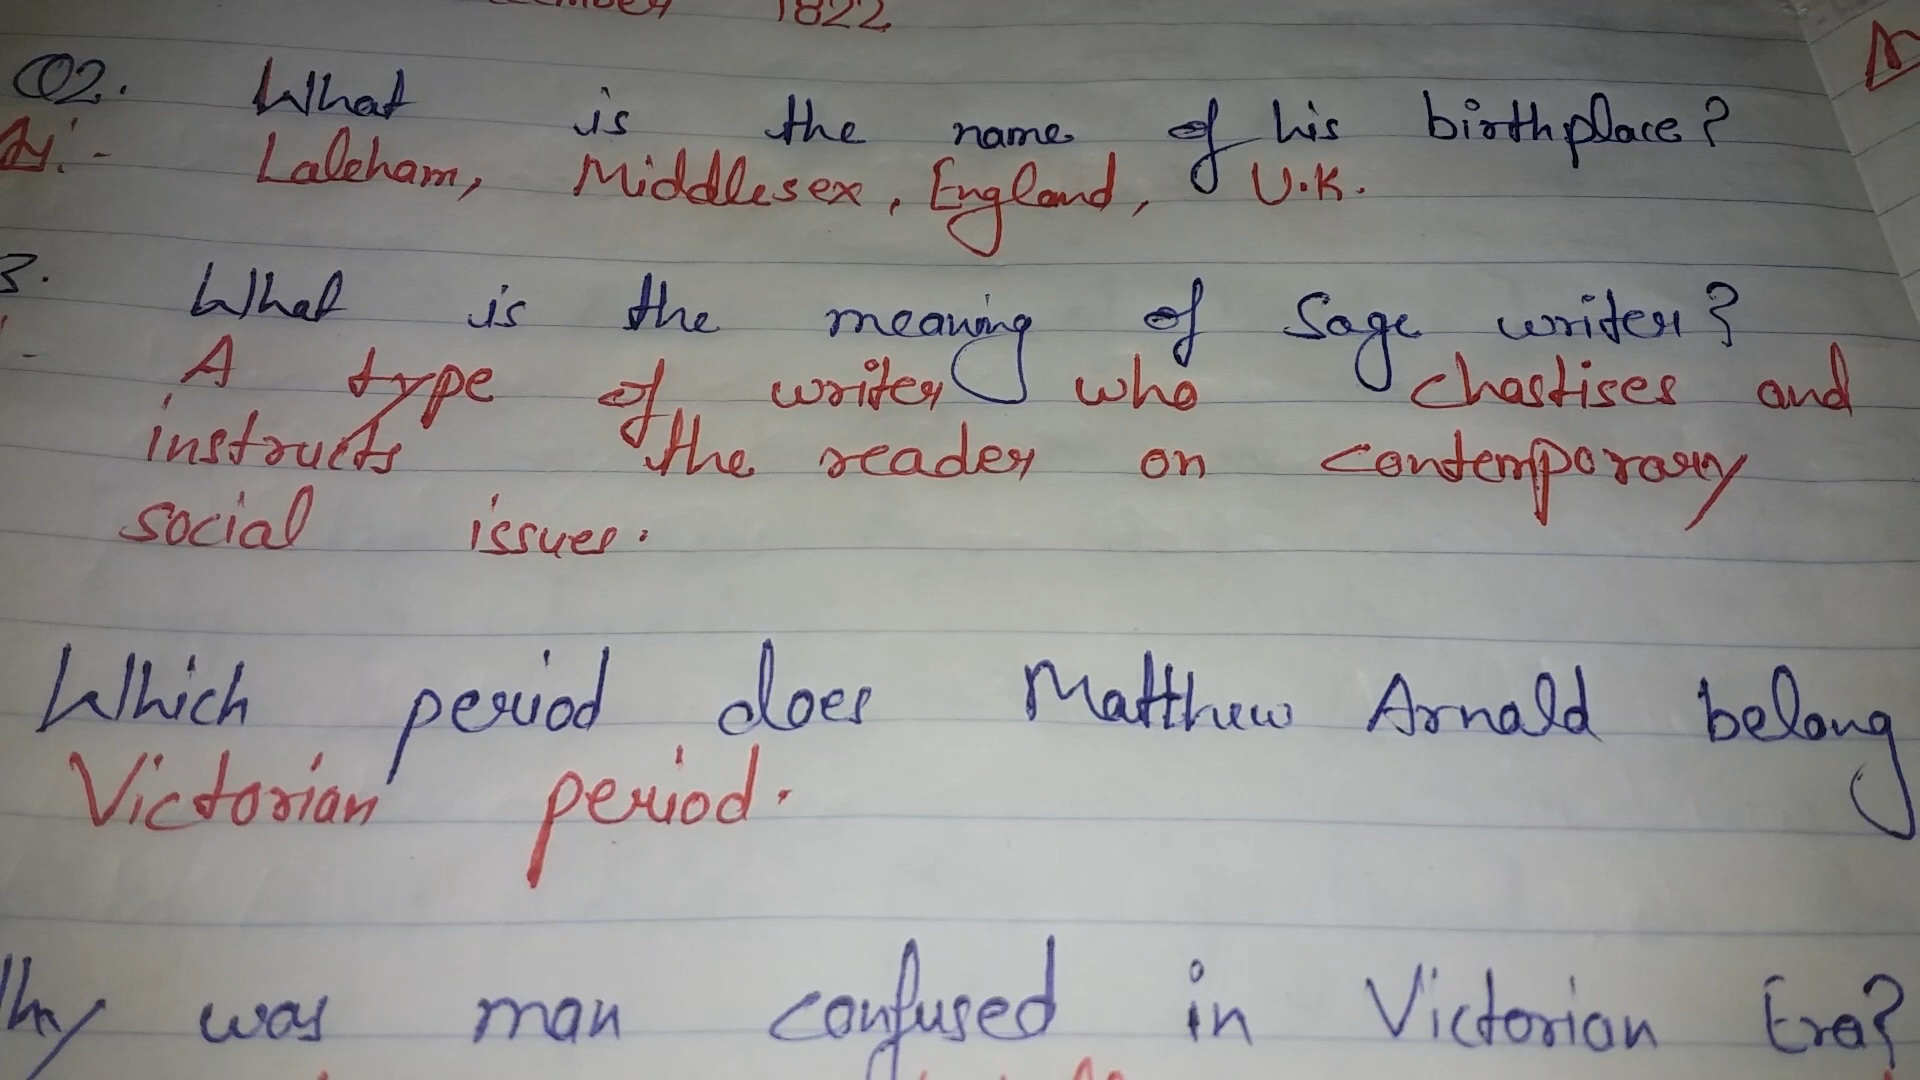 1822
Q2. What is the name of his birthplace?
Laleham, Middlesex, England, U.K.
3. What is the meaning of Sage writer?
A type of writer who chastises and
instructs the reader on contemporary
social issues.
Which period does Matthew Arnald belong
Victorian period.
was man confused in Victorian Era?